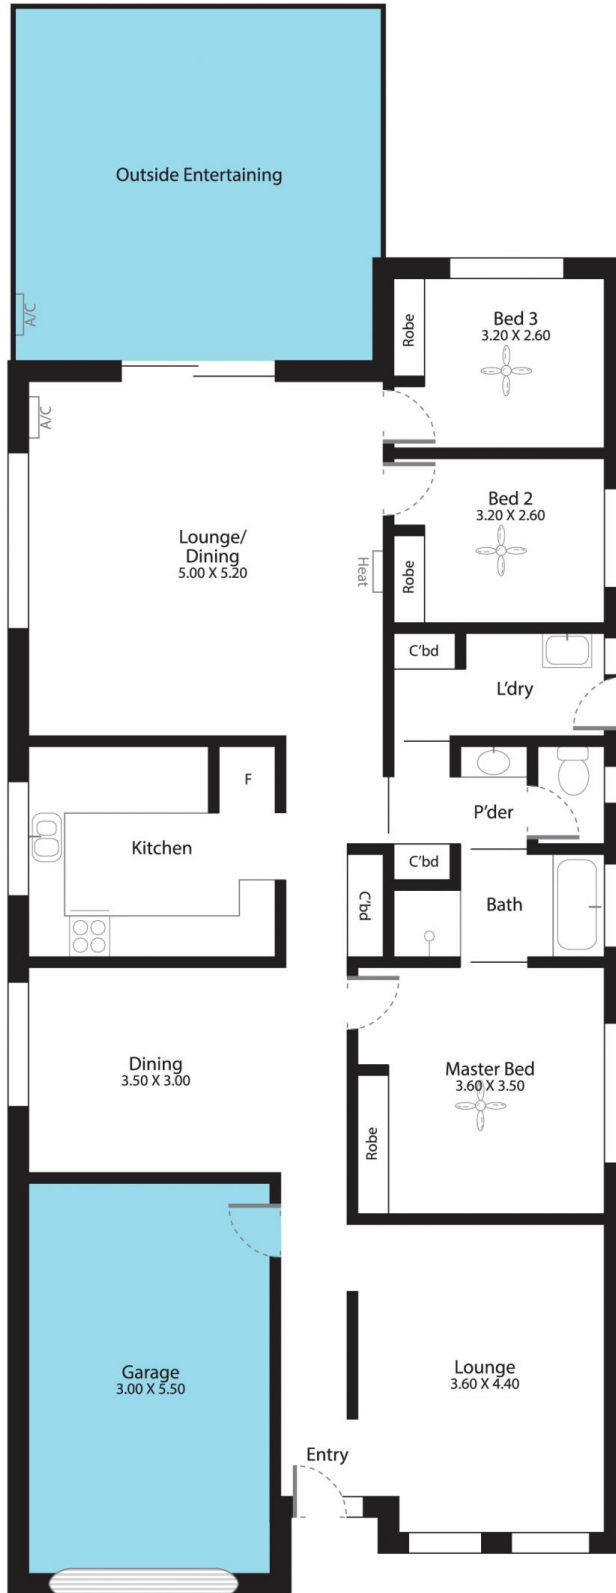 Outside Entertaining
A/C
Robe
Bed 3
3.20 X 2.60
A/C
Lounge/
Dining
5.00 X 5.20
Heat
Bed 2
3.20 X 2.60
Robe
C'bd
L'dry
F
Kitchen
P'der
C'bd
C'bd
Bath
Dining
3.50 X 3.00
Master Bed
3.60 X 3.50
Robe
Garage
3.00 X 5.50
Lounge
3.60 X 4.40
Entry